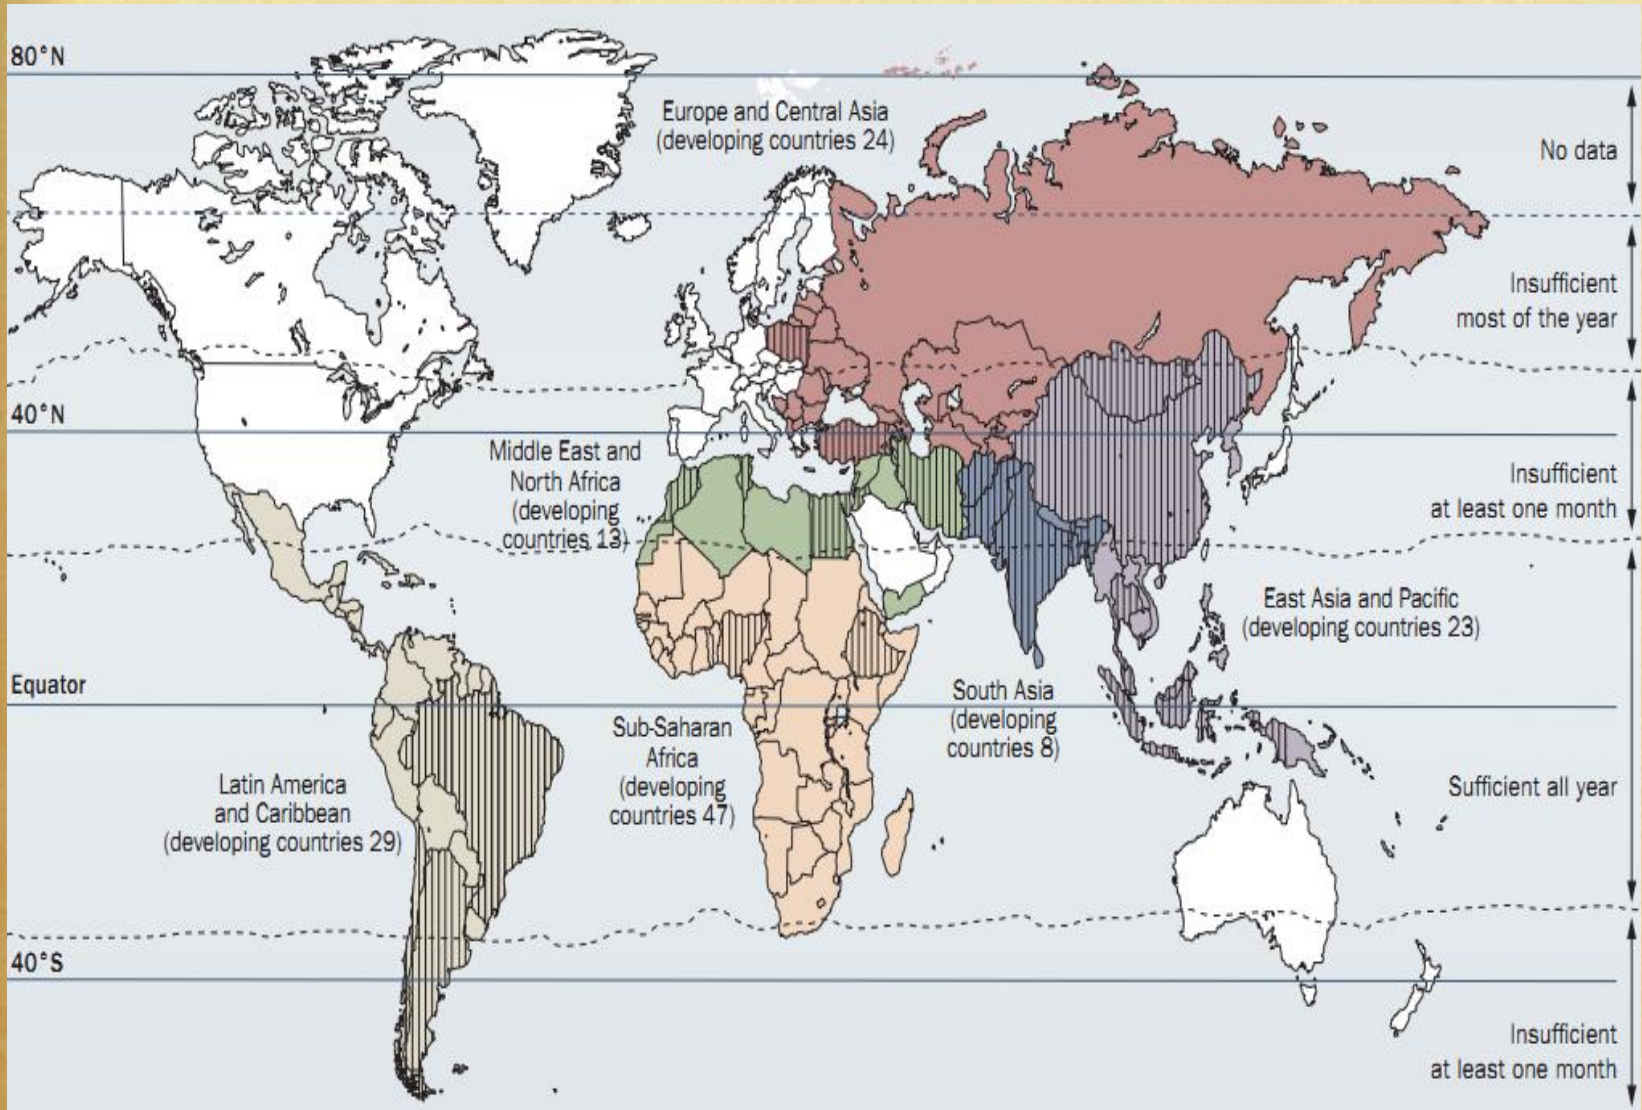 80°N
Europe and Central Asia
(developing countries 24)
No data
Insufficient
most of the year
40°N
Middle East and
North Africa
(developing
countries 13)
Insufficient
at least one month
East Asia and Pacific
(developing countries 23)
Equator
South Asia
(developing
countries 8)
Sub-Saharan
Africa
(developing
countries 47)
Latin America
and Caribbean
(developing countries 29)
Sufficient all year
40°S
Insufficient
at least one month